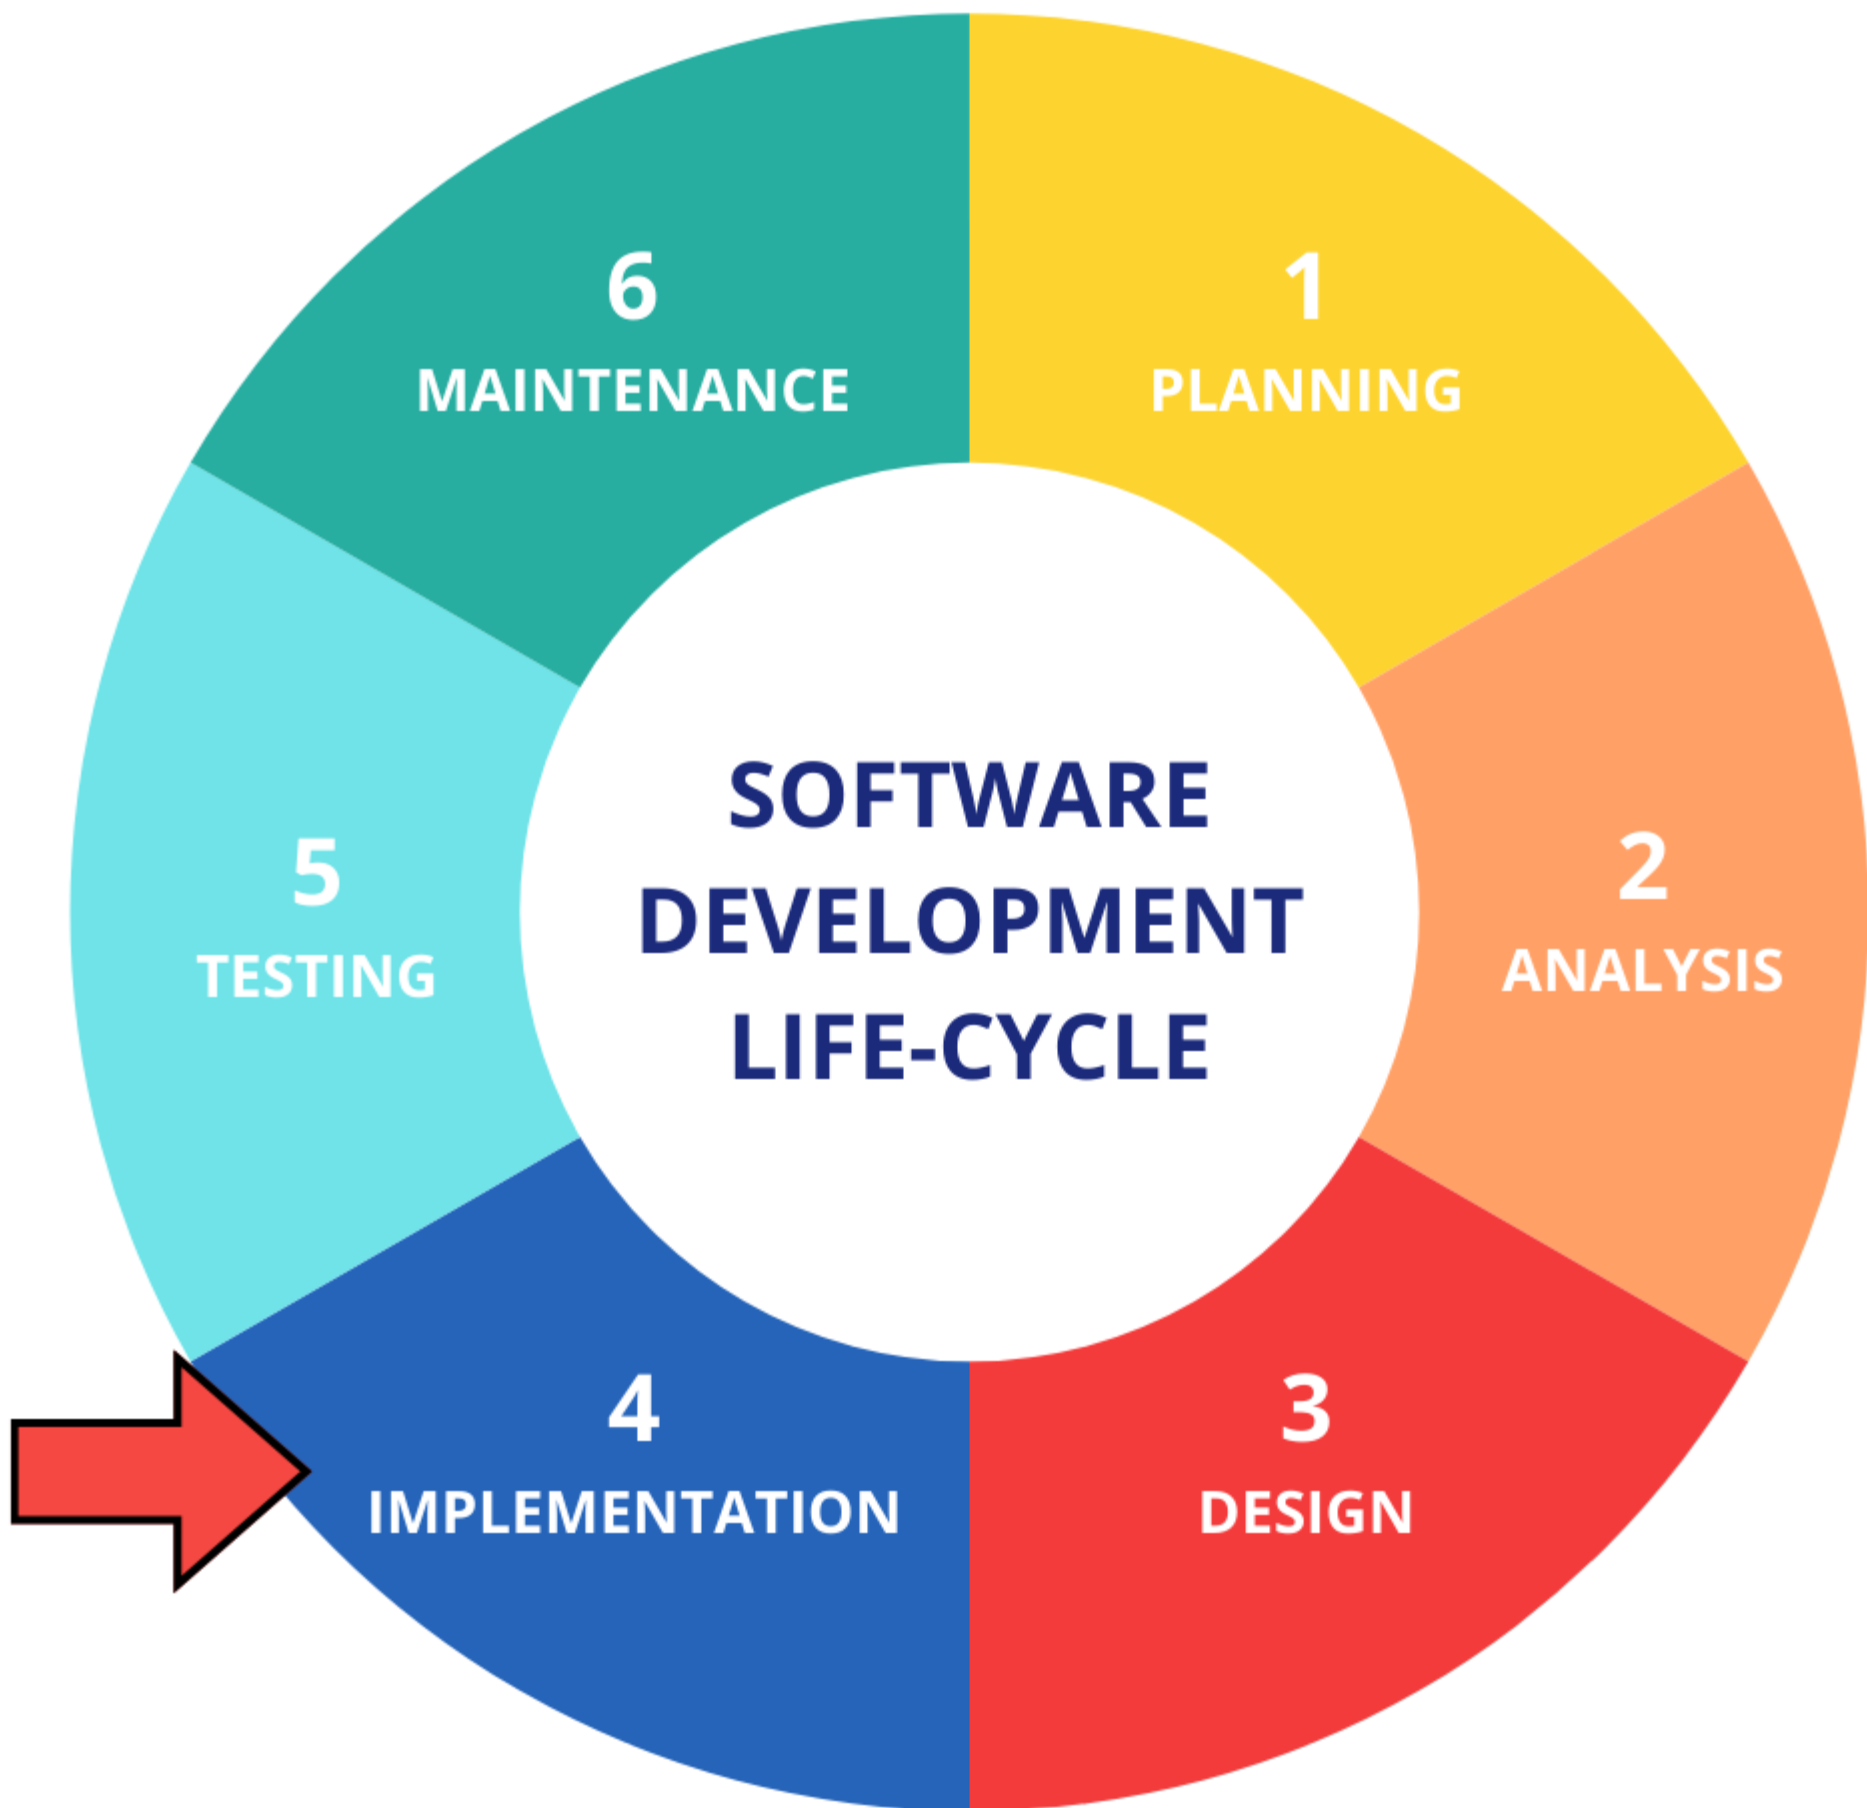 6
MAINTENANCE
1
PLANNING
SOFTWARE
DEVELOPMENT
LIFE-CYCLE
5
TESTING
2
ANALYSIS
4
IMPLEMENTATION
3
DESIGN